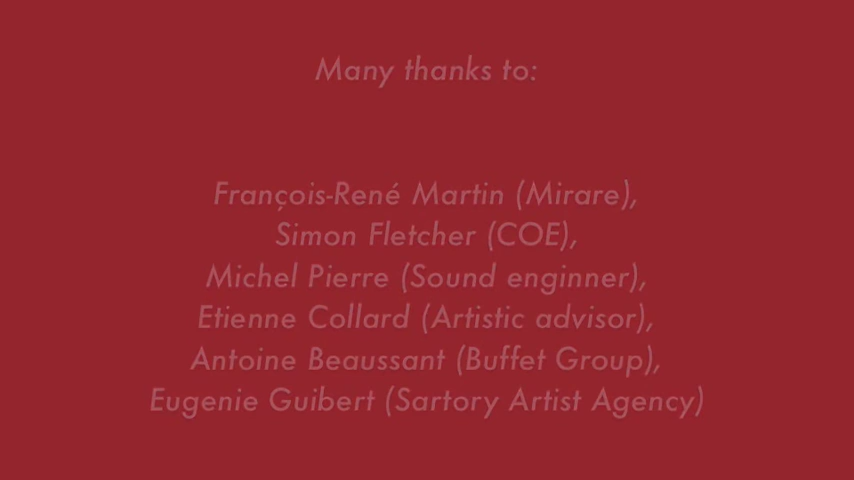 Many thanks to:
François-René Martin (Mirare),
Simon Fletcher (COE),
Michel Pierre (Sound enginner),
Etienne Collard (Artistic advisor),
Antoine Beaussant (Buffet Group),
Eugenie Guibert (Sartory Artist Agency)